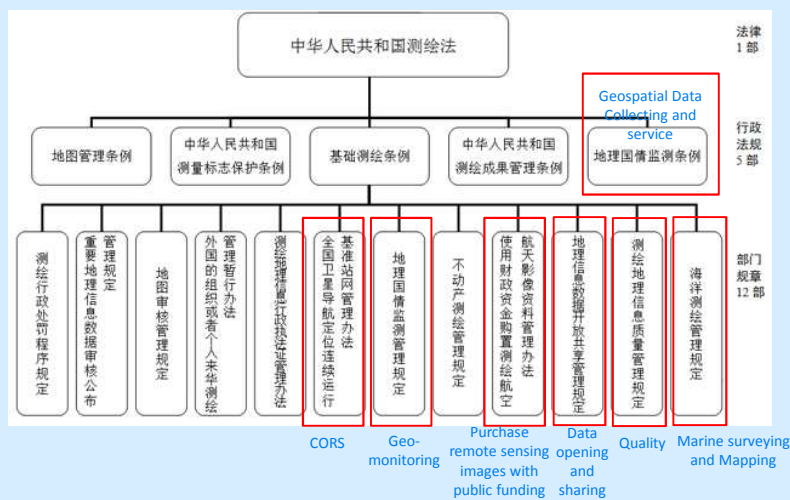 中华人民共和国测绘法
法律
1部
Geospatial Data
Collecting and
service
地图管理条例
中华人民共和国
测量标志保护条例
基础测绘条例
中华人民共和国
测绘成果管理条例
地理国情监测条例
行政
法规
5部
测绘行政处罚程序规定
重要地理信息数据审核公布
管理规定
地图审核管理规定
外国的组织或者个人来华测绘
管理暂行办法
测绘地理信息行政执法证管理办法
全国卫星导航定位连续运行
基准站网管理办法
地理国情监测管理规定
不动产测绘管理规定
使用财政资金购置测绘航空
航天影像资料管理办法
地理信息数据开放共享管理规定
测绘地理信息质量管理规定
海洋测绘管理规定
部门
规章
12部
CORS
Geo-
monitoring
Purchase
remote sensing
images with
public funding
Data
opening
and
sharing
Quality
Marine surveying
and Mapping